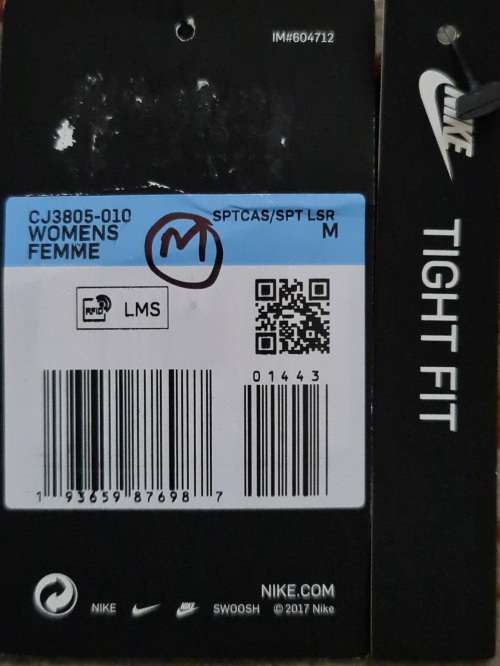 IM#604712
CJ3805-010
WOMENS
FEMME
SPTCAS/SPT LSR
M
M
RFID
LMS
01443
1 93659 87698 7
NIKE.COM
NIKE NIKE SWOOSH © 2017 Nike
NIKE
TIGHT FIT